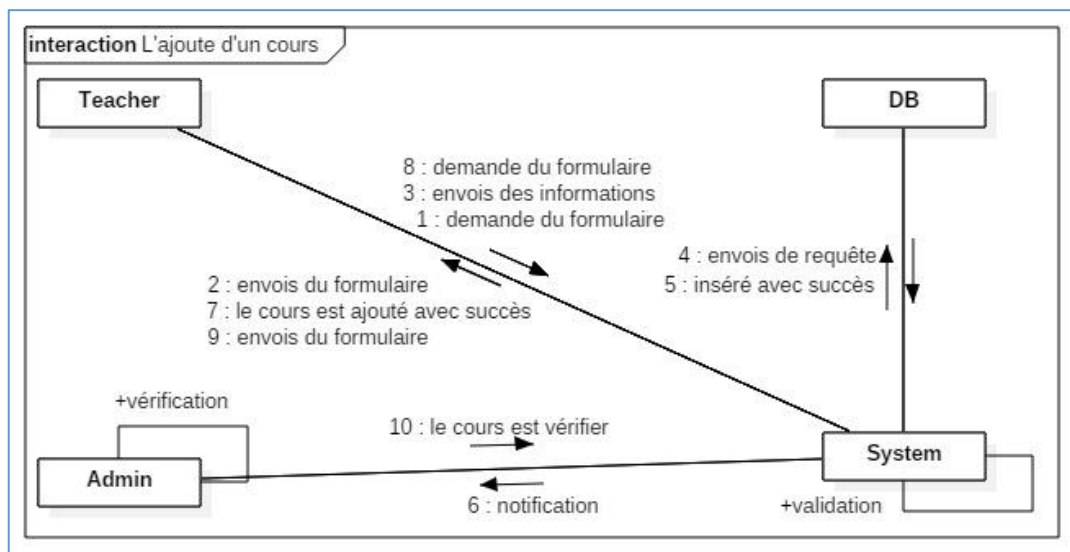 interaction L'ajoute d'un cours
Teacher
DB
8 : demande du formulaire
3 : envois des informations
1 : demande du formulaire
4 : envois de requête
5 : inséré avec succès
2 : envois du formulaire
7 : le cours est ajouté avec succès
9 : envois du formulaire
+vérification
10 : le cours est vérifier
Admin
System
6 : notification
+validation